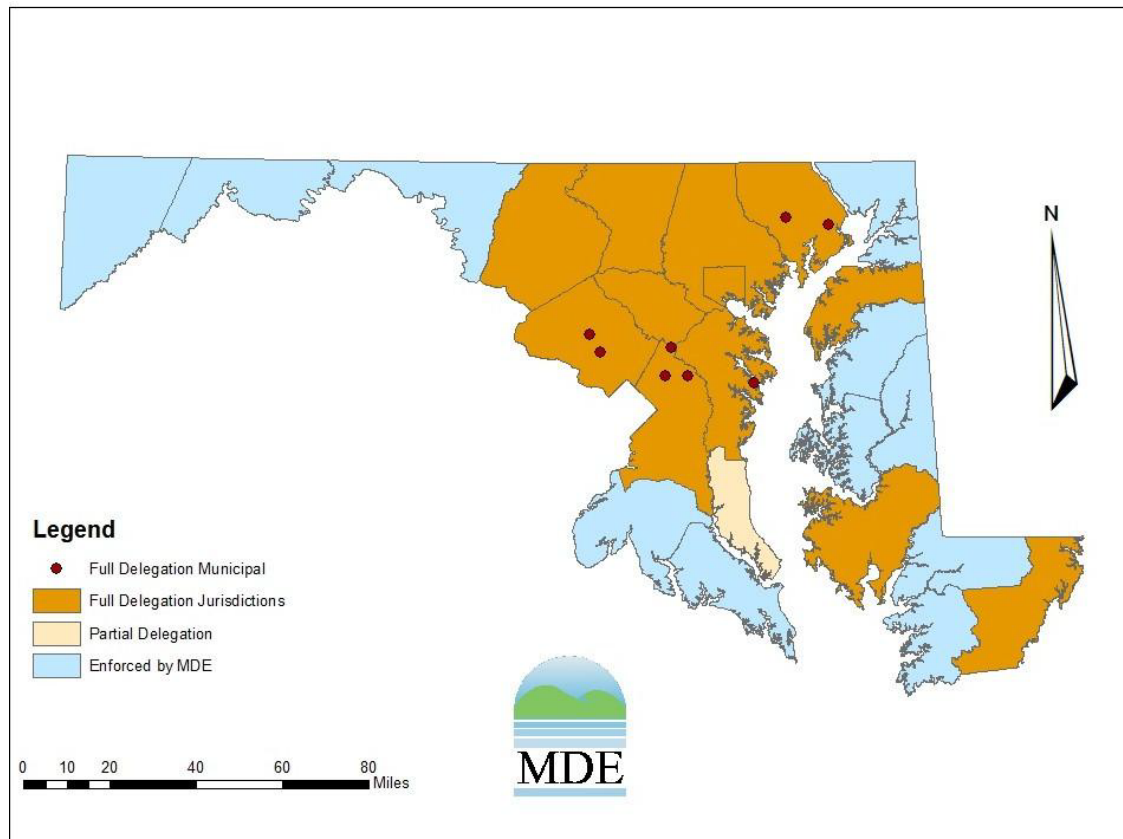 N
Legend
Full Delegation Municipal
Full Delegation Jurisdictions
Partial Delegation
Enforced by MDE
0 10 20 40 60 80
Miles
MDE